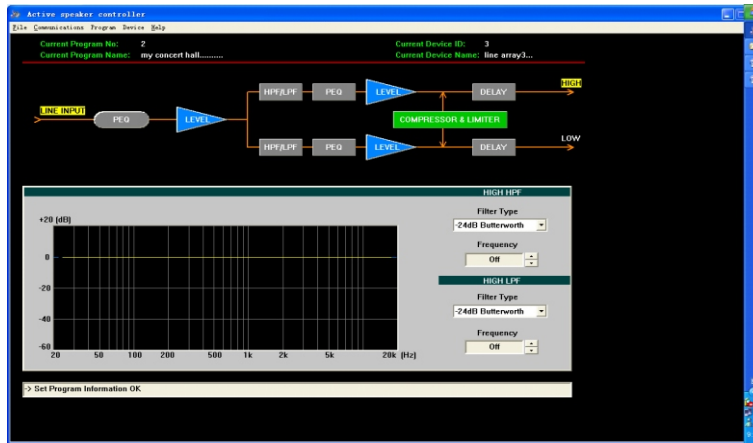 Active speaker controller
File Communications Program Device Help
Current Program No: 2 Current Device ID: 3
Current Program Name: my concert hall.......... Current Device Name: line array3...
HPF/LPF PEQ LEVEL DELAY HIGH
LINE INPUT PEQ LEVEL COMPRESSOR & LIMITER
HPF/LPF PEQ LEVEL DELAY LOW
HIGH HPF
+20 (dB)
0
-20
-40
-60
20 50 100 200 500 1k 2k 5k 20k (Hz)
Filter Type
-24dB Butterworth
Frequency
Off
HIGH LPF
Filter Type
-24dB Butterworth
Frequency
Off
-> Set Program Information OK